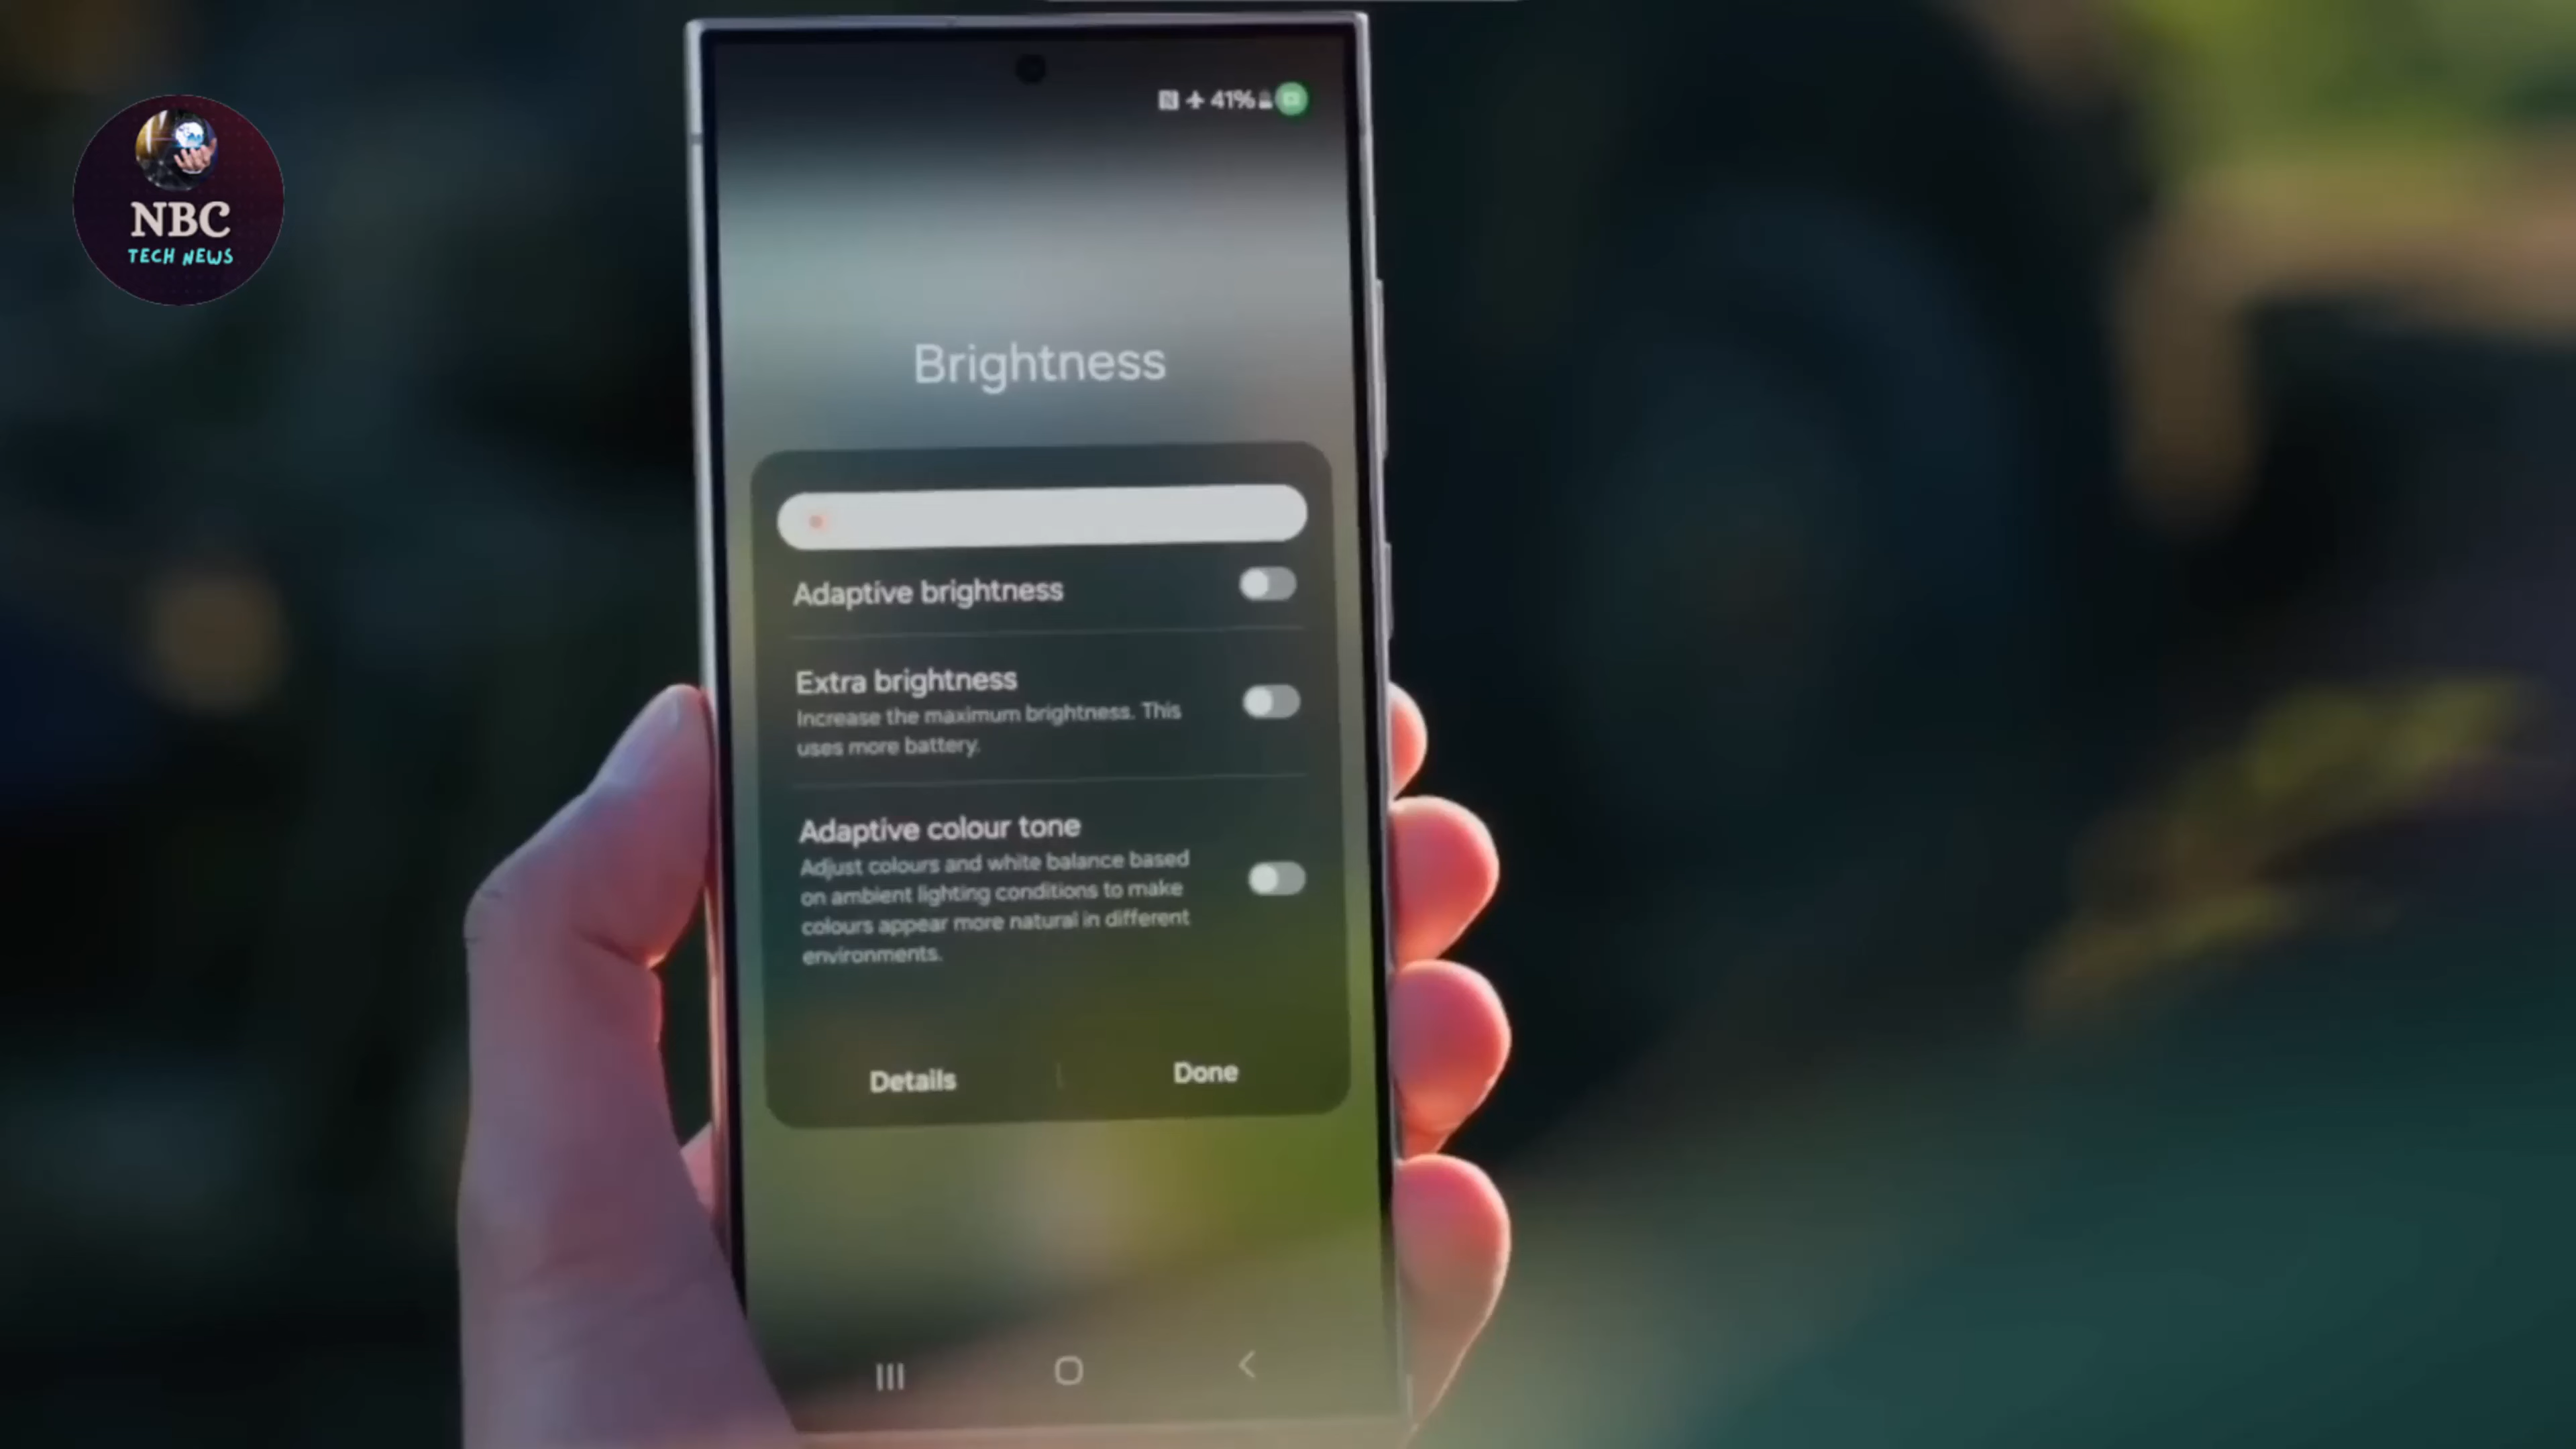 NBC
TECH NEWS
41%
Brightness
Adaptive brightness
Extra brightness
Increase the maximum brightness. This
uses more battery.
Adaptive colour tone
Adjust colours and white balance based
on ambient lighting conditions to make
colours appear more natural in different
environments.
Details
Done